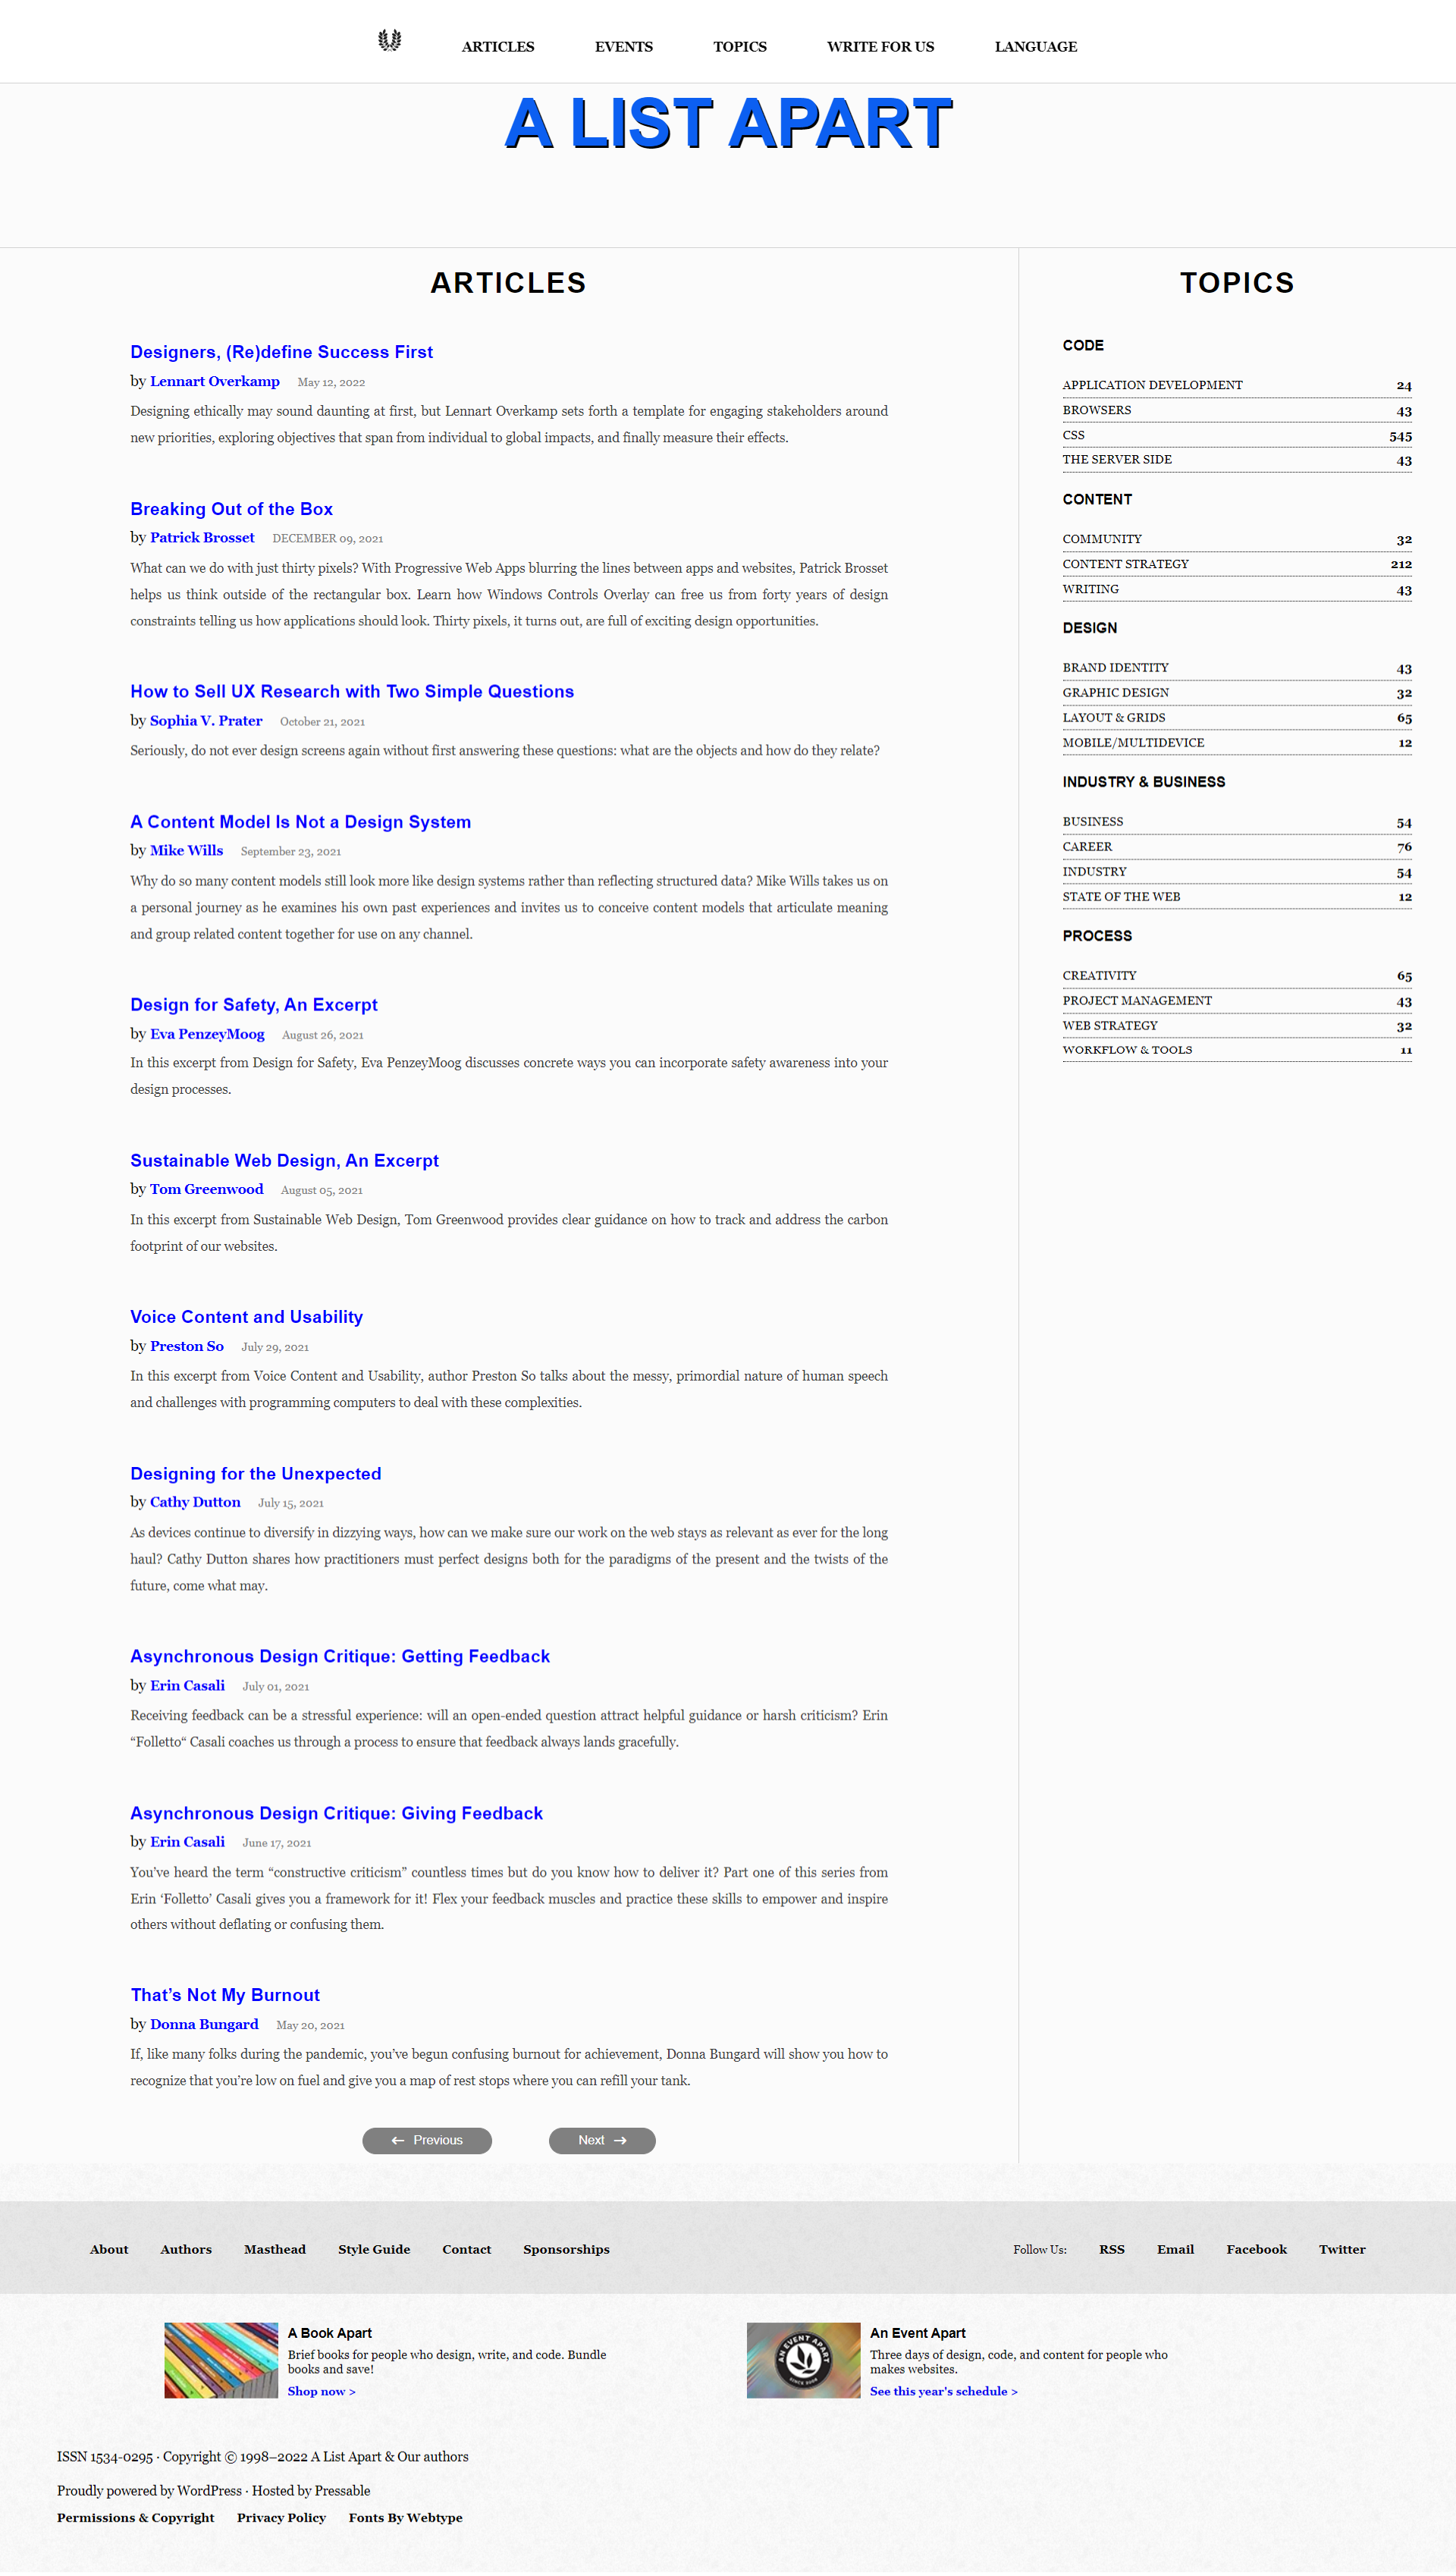 ARTICLES EVENTS TOPICS WRITE FOR US LANGUAGE
A LIST APART
ARTICLES
Designers, (Re)define Success First
by Lennart Overkamp May 12, 2022
Designing ethically may sound daunting at first, but Lennart Overkamp sets forth a template for engaging stakeholders around
new priorities, exploring objectives that span from individual to global impacts, and finally measure their effects.
Breaking Out of the Box
by Patrick Brosset DECEMBER 09, 2021
What can we do with just thirty pixels? With Progressive Web Apps blurring the lines between apps and websites, Patrick Brosset
helps us think outside of the rectangular box. Learn how Windows Controls Overlay can free us from forty years of design
constraints telling us how applications should look. Thirty pixels, it turns out, are full of exciting design opportunities.
How to Sell UX Research with Two Simple Questions
by Sophia V. Prater October 21, 2021
Seriously, do not ever design screens again without first answering these questions: what are the objects and how do they relate?
A Content Model Is Not a Design System
by Mike Wills September 23, 2021
Why do so many content models still look more like design systems rather than reflecting structured data? Mike Wills takes us on
a personal journey as he examines his own past experiences and invites us to conceive content models that articulate meaning
and group related content together for use on any channel.
Design for Safety, An Excerpt
by Eva PenzeyMoog August 26, 2021
In this excerpt from Design for Safety, Eva PenzeyMoog discusses concrete ways you can incorporate safety awareness into your
design processes.
Sustainable Web Design, An Excerpt
by Tom Greenwood August 05, 2021
In this excerpt from Sustainable Web Design, Tom Greenwood provides clear guidance on how to track and address the carbon
footprint of our websites.
Voice Content and Usability
by Preston So July 29, 2021
In this excerpt from Voice Content and Usability, author Preston So talks about the messy, primordial nature of human speech
and challenges with programming computers to deal with these complexities.
Designing for the Unexpected
by Cathy Dutton July 15, 2021
As devices continue to diversify in dizzying ways, how can we make sure our work on the web stays as relevant as ever for the long
haul? Cathy Dutton shares how practitioners must perfect designs both for the paradigms of the present and the twists of the
future, come what may.
Asynchronous Design Critique: Getting Feedback
by Erin Casali July 01, 2021
Receiving feedback can be a stressful experience: will an open-ended question attract helpful guidance or harsh criticism? Erin
“Folletto“ Casali coaches us through a process to ensure that feedback always lands gracefully.
Asynchronous Design Critique: Giving Feedback
by Erin Casali June 17, 2021
You’ve heard the term “constructive criticism” countless times but do you know how to deliver it? Part one of this series from
Erin ‘Folletto’ Casali gives you a framework for it! Flex your feedback muscles and practice these skills to empower and inspire
others without deflating or confusing them.
That’s Not My Burnout
by Donna Bungard May 20, 2021
If, like many folks during the pandemic, you’ve begun confusing burnout for achievement, Donna Bungard will show you how to
recognize that you’re low on fuel and give you a map of rest stops where you can refill your tank.
← Previous Next →
TOPICS
CODE
APPLICATION DEVELOPMENT 24
BROWSERS 43
CSS 545
THE SERVER SIDE 43
CONTENT
COMMUNITY 32
CONTENT STRATEGY 212
WRITING 43
DESIGN
BRAND IDENTITY 43
GRAPHIC DESIGN 32
LAYOUT & GRIDS 65
MOBILE/MULTIDEVICE 12
INDUSTRY & BUSINESS
BUSINESS 54
CAREER 76
INDUSTRY 54
STATE OF THE WEB 12
PROCESS
CREATIVITY 65
PROJECT MANAGEMENT 43
WEB STRATEGY 32
WORKFLOW & TOOLS 11
About Authors Masthead Style Guide Contact Sponsorships Follow Us: RSS Email Facebook Twitter
A Book Apart
Brief books for people who design, write, and code. Bundle
books and save!
Shop now >
AN EVENT APART
SINCE 2005
An Event Apart
Three days of design, code, and content for people who
makes websites.
See this year's schedule >
ISSN 1534-0295 · Copyright © 1998–2022 A List Apart & Our authors
Proudly powered by WordPress · Hosted by Pressable
Permissions & Copyright Privacy Policy Fonts By Webtype